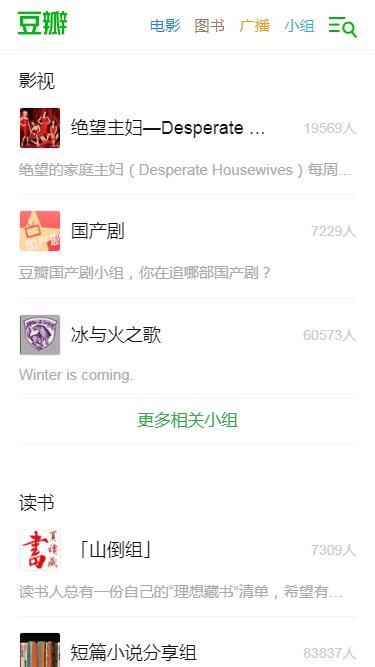 豆瓣
电影 图书 广播 小组
影视
绝望主妇—Desperate … 19569人
绝望的家庭主妇（Desperate Housewives）每周…
国产剧 7229人
豆瓣国产剧小组，你在追哪部国产剧？
冰与火之歌 60573人
Winter is coming.
更多相关小组
读书
「山倒组」 7309人
读书人总有一份自己的“理想藏书”清单，希望有…
短篇小说分享组 83837人